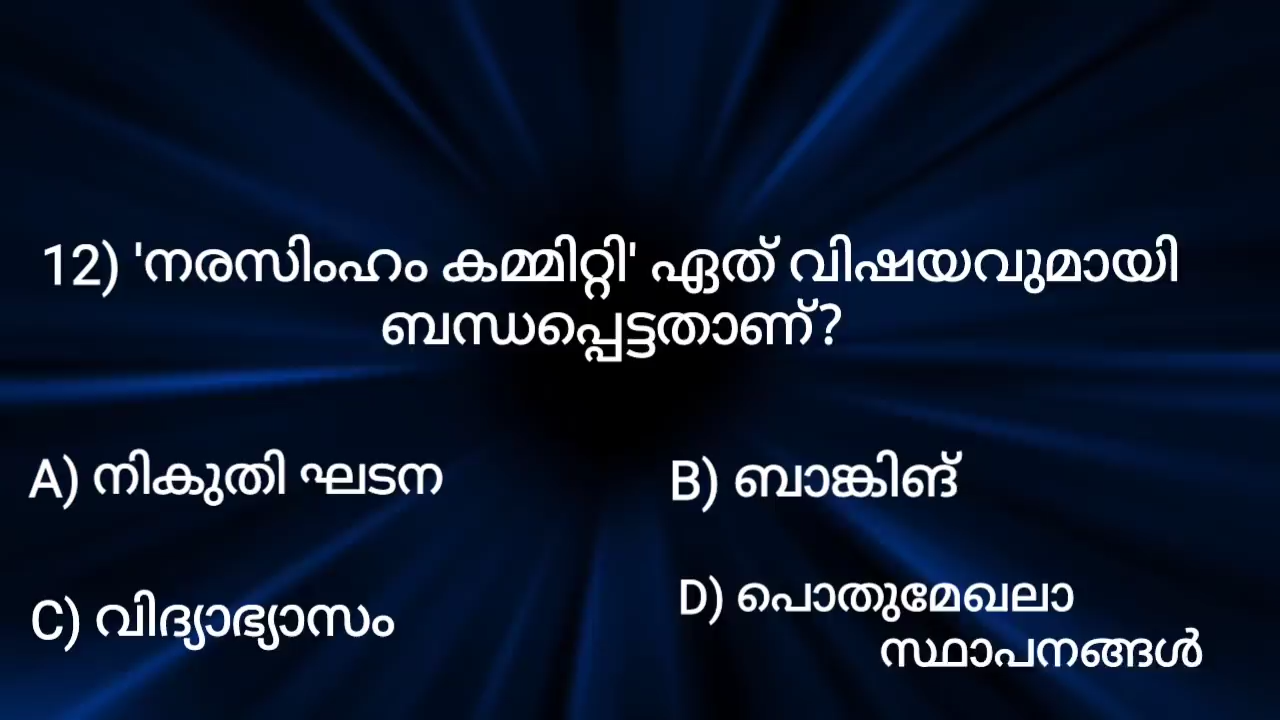 12) 'നരസിംഹം കമ്മിറ്റി' ഏത് വിഷയവുമായി
ബന്ധപ്പെട്ടതാണ്?
A) നികുതി ഘടന
B) ബാങ്കിങ്
C) വിദ്യാഭ്യാസം
D) പൊതുമേഖലാ
സ്ഥാപനങ്ങൾ